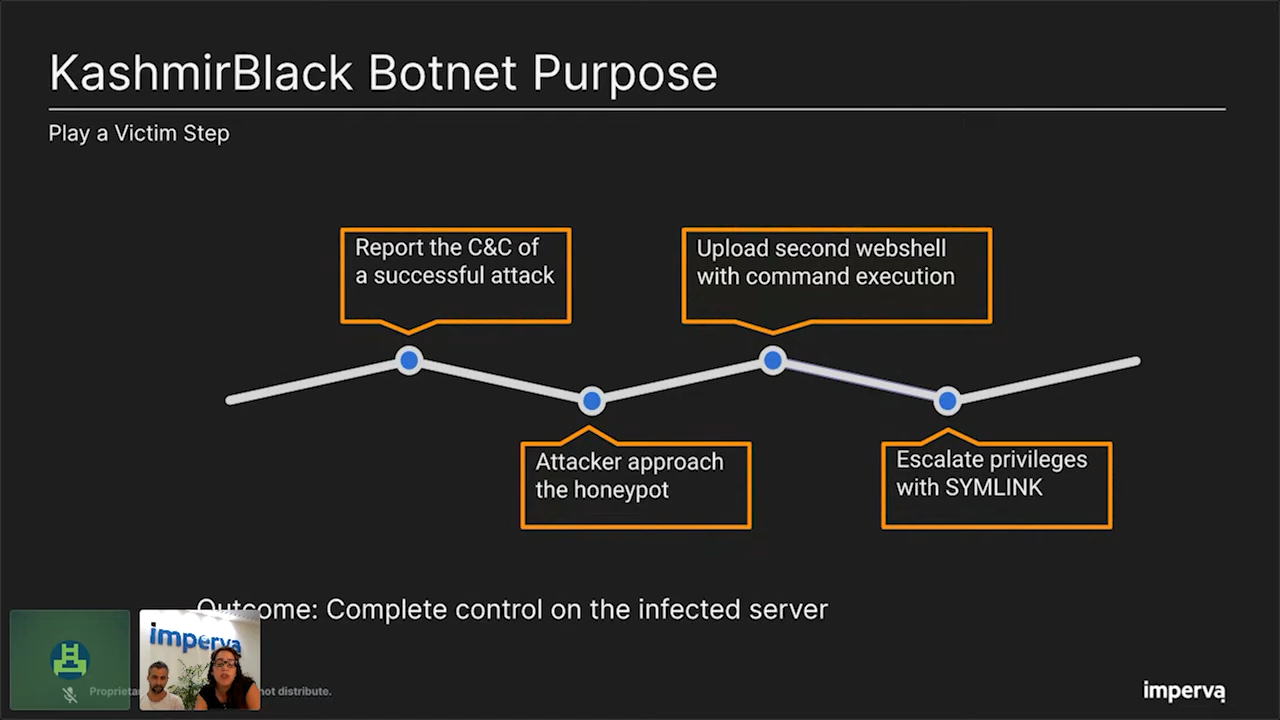 KashmirBlack Botnet Purpose
Play a Victim Step
Report the C&C of
a successful attack
Upload second webshell
with command execution
Attacker approach
the honeypot
Escalate privileges
with SYMLINK
Outcome: Complete control on the infected server
imperva
not distribute.
imperva